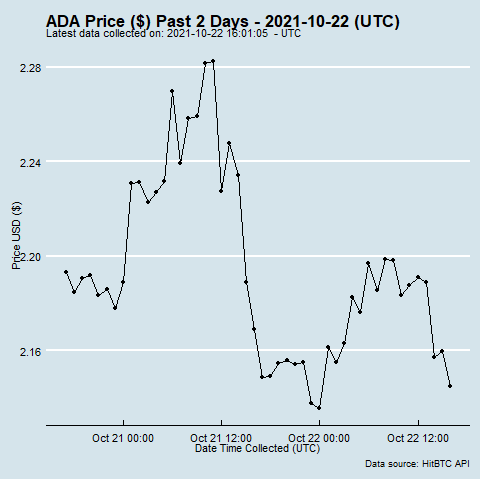 ADA Price ($) Past 2 Days - 2021-10-22 (UTC)
Latest data collected on: 2021-10-22 16:01:05 - UTC
Price USD ($)
2.28
2.24
2.20
2.16
Oct 21 00:00
Oct 21 12:00
Oct 22 00:00
Oct 22 12:00
Date Time Collected (UTC)
Data source: HitBTC API